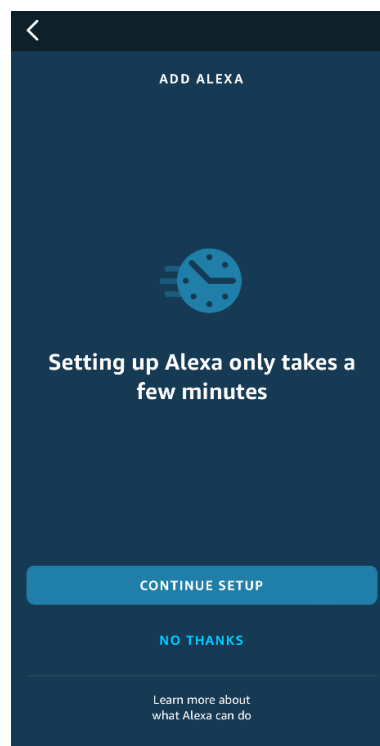 ADD ALEXA
Setting up Alexa only takes a
few minutes
CONTINUE SETUP
NO THANKS
Learn more about
what Alexa can do